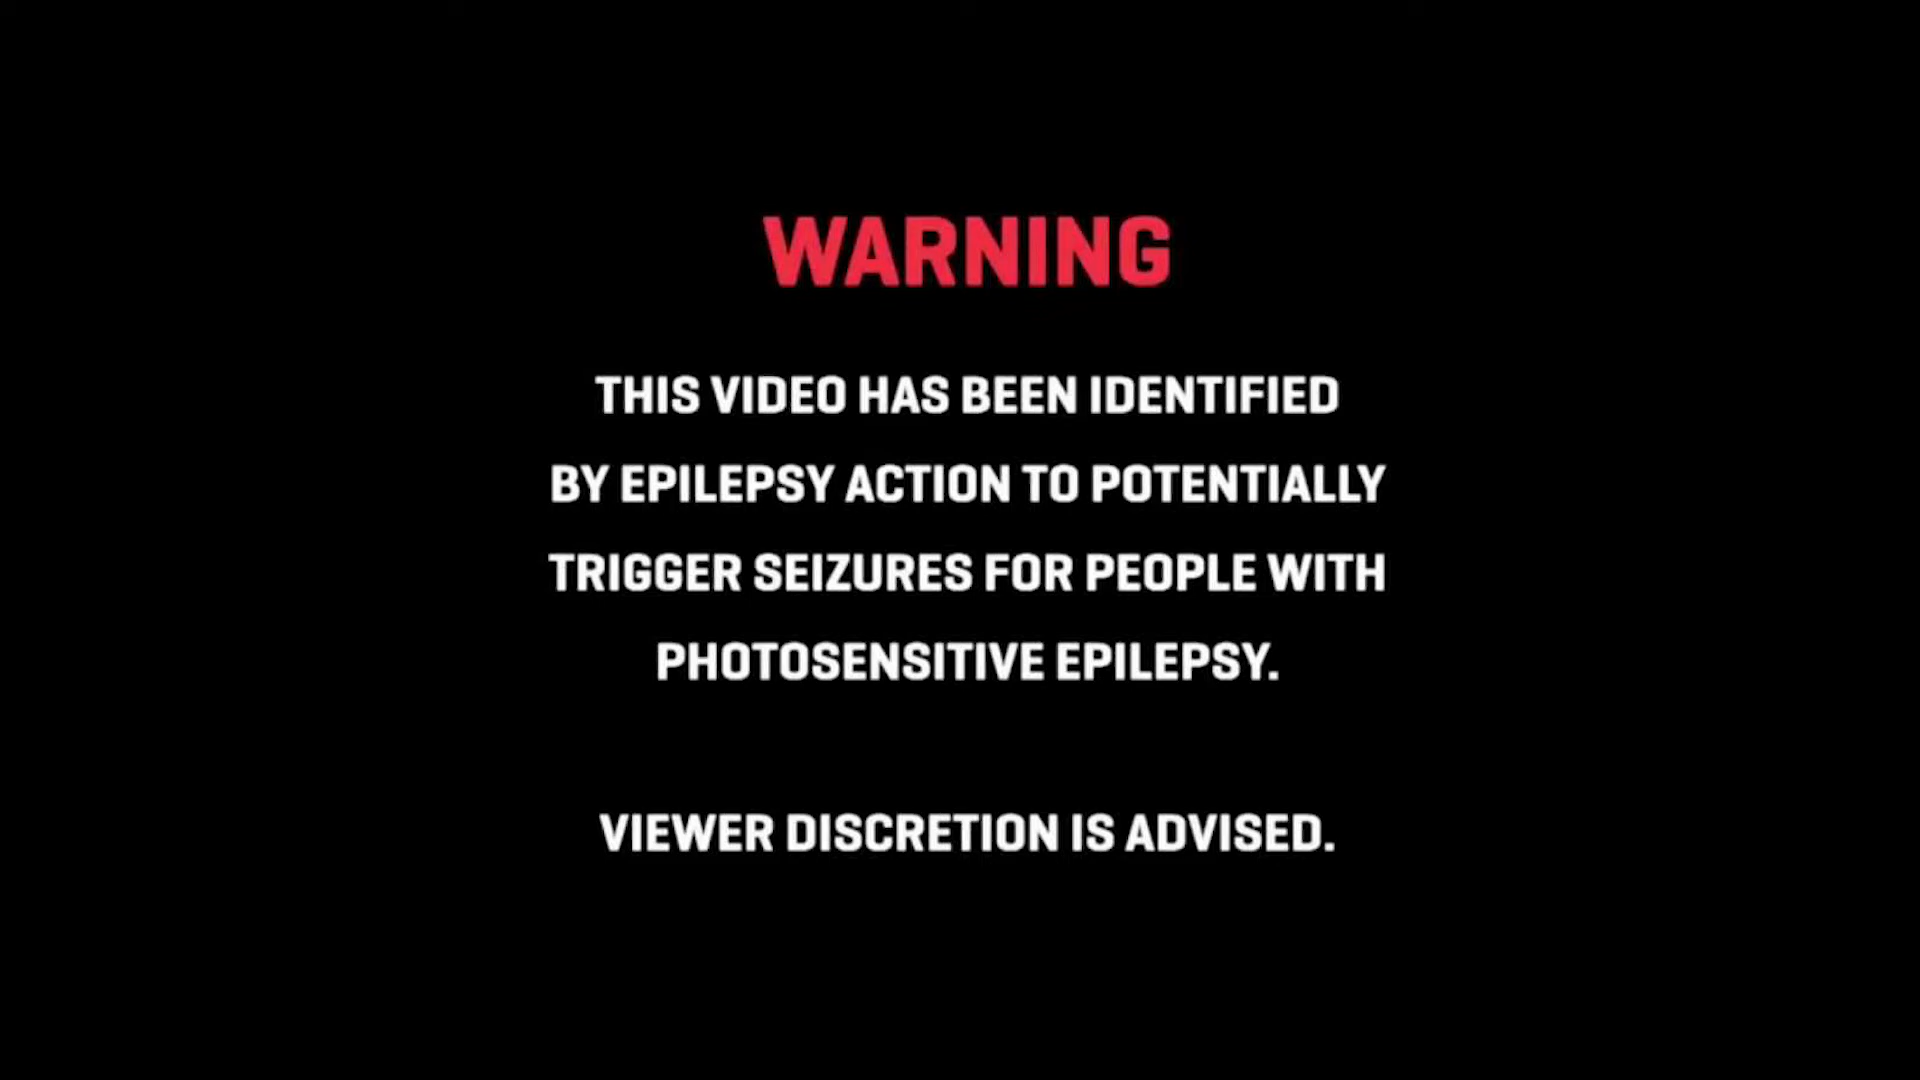 WARNING
THIS VIDEO HAS BEEN IDENTIFIED
BY EPILEPSY ACTION TO POTENTIALLY
TRIGGER SEIZURES FOR PEOPLE WITH
PHOTOSENSITIVE EPILEPSY.
VIEWER DISCRETION IS ADVISED.